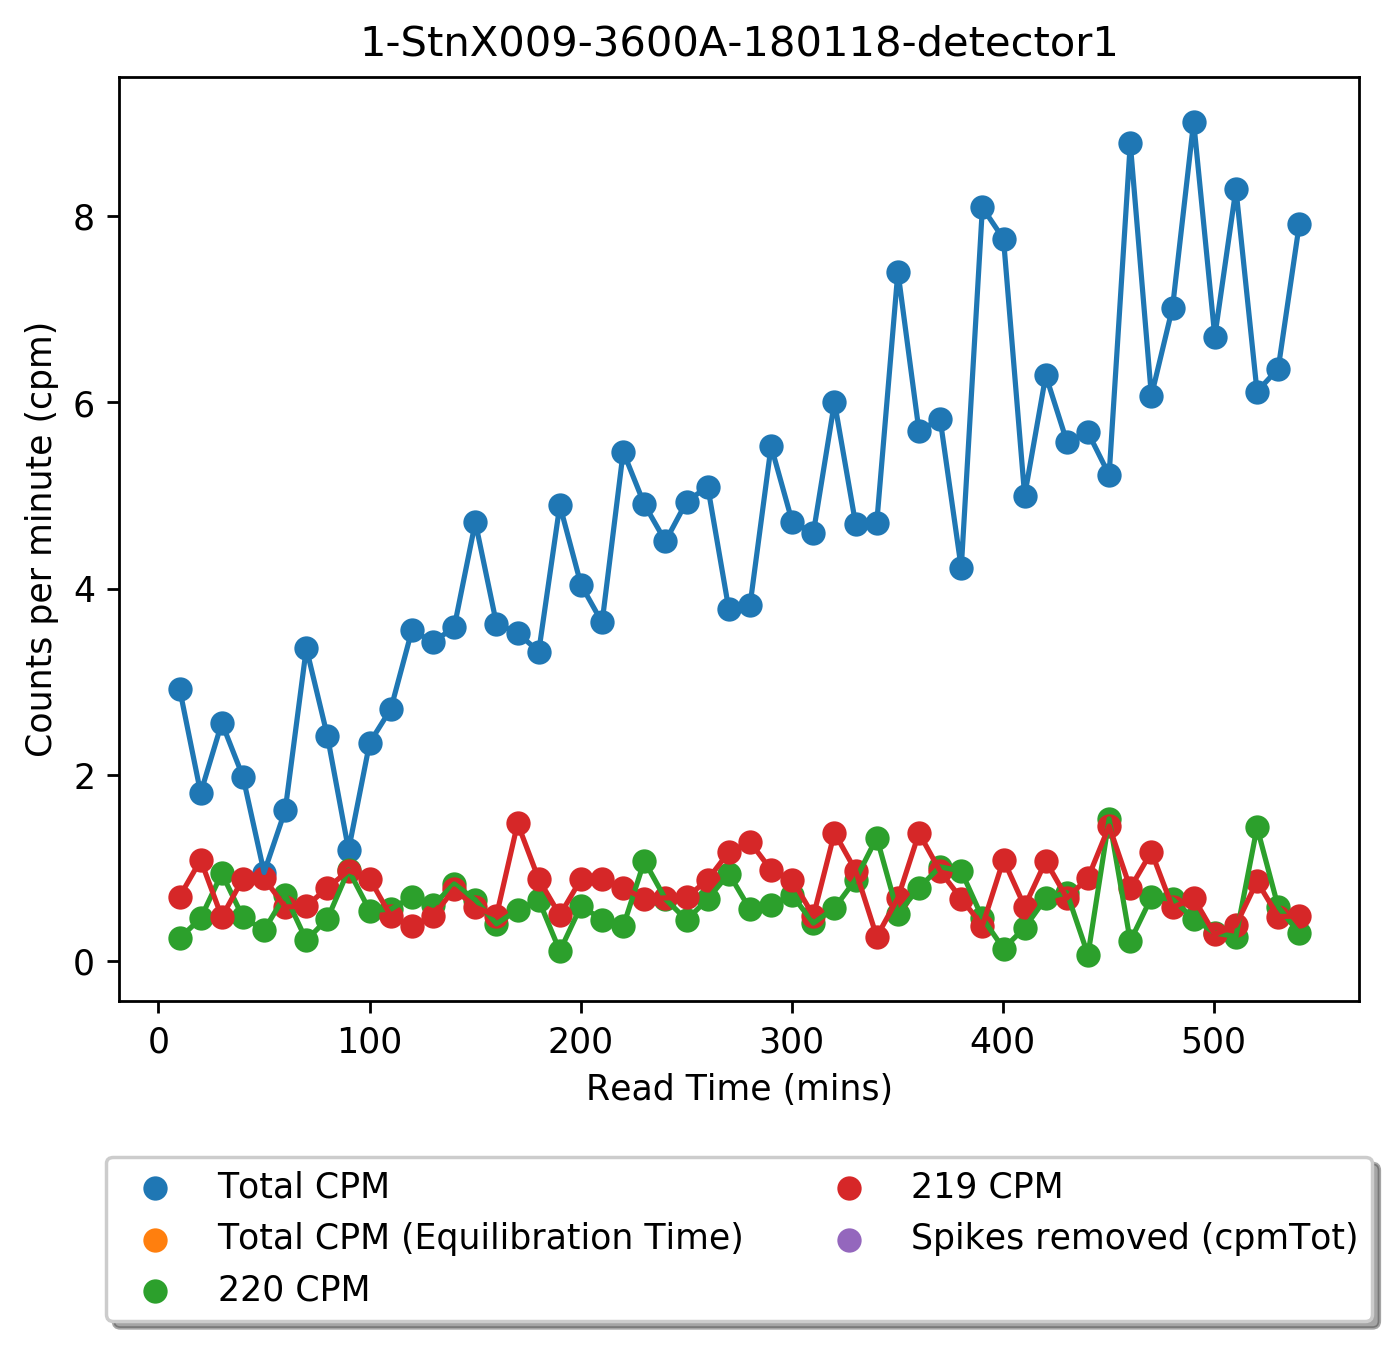 1-StnX009-3600A-180118-detector1
Counts per minute (cpm)
8
6
4
2
0
0 100 200 300 400 500
Read Time (mins)
Total CPM
Total CPM (Equilibration Time)
220 CPM
219 CPM
Spikes removed (cpmTot)